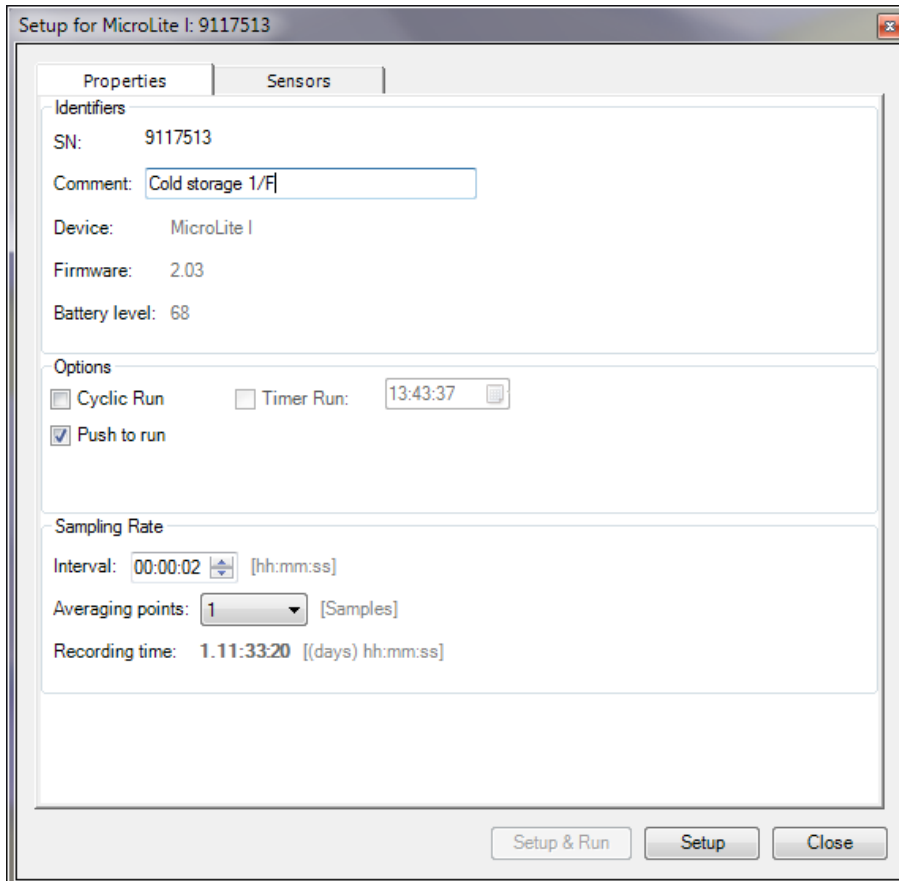 Setup for MicroLite I: 9117513
Properties Sensors
Identifiers
SN: 9117513
Comment: Cold storage 1/F
Device: MicroLite I
Firmware: 2.03
Battery level: 68
Options
Cyclic Run Timer Run: 13:43:37
Push to run
Sampling Rate
Interval: 00:00:02 [hh:mm:ss]
Averaging points: 1 [Samples]
Recording time: 1.11:33:20 [(days) hh:mm:ss]
Setup & Run Setup Close